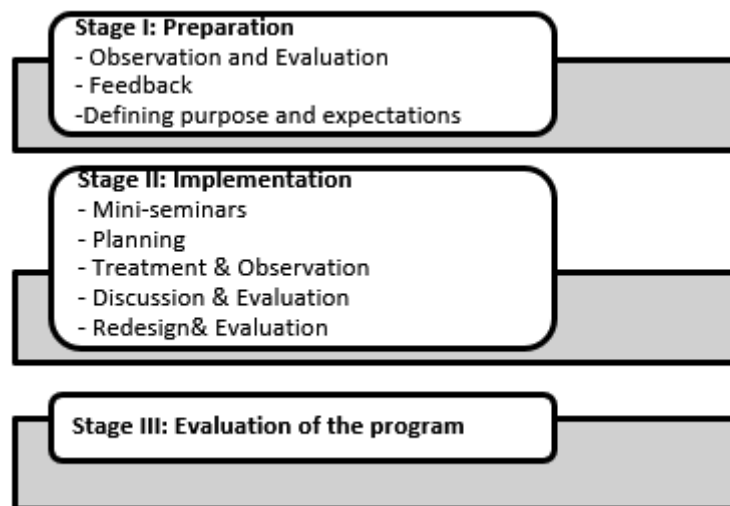 Stage I: Preparation
- Observation and Evaluation
- Feedback
-Defining purpose and expectations
Stage II: Implementation
- Mini-seminars
- Planning
- Treatment & Observation
- Discussion & Evaluation
- Redesign& Evaluation
Stage III: Evaluation of the program